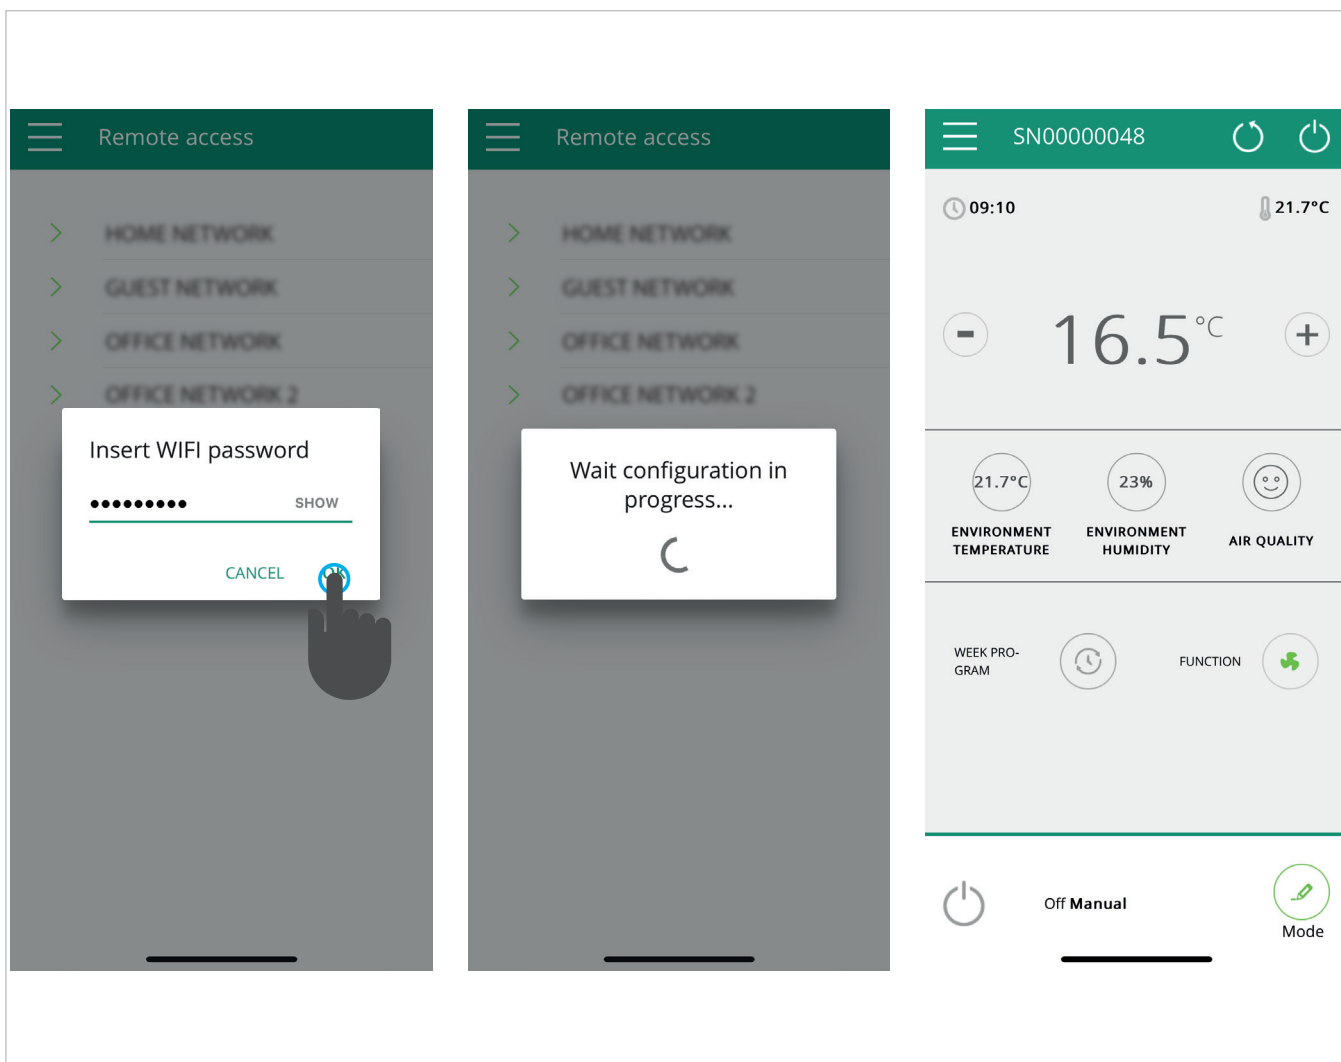 Remote access
HOME NETWORK
GUEST NETWORK
OFFICE NETWORK
OFFICE NETWORK 2
Insert WIFI password
●●●●●●●●● SHOW
CANCEL OK
Remote access
HOME NETWORK
GUEST NETWORK
OFFICE NETWORK
OFFICE NETWORK 2
Wait configuration in
progress...
SN00000048
09:10 21.7°C
- 16.5°C +
21.7°C 23%
ENVIRONMENT
TEMPERATURE
ENVIRONMENT
HUMIDITY
AIR QUALITY
WEEK PRO-
GRAM
FUNCTION
Off Manual
Mode